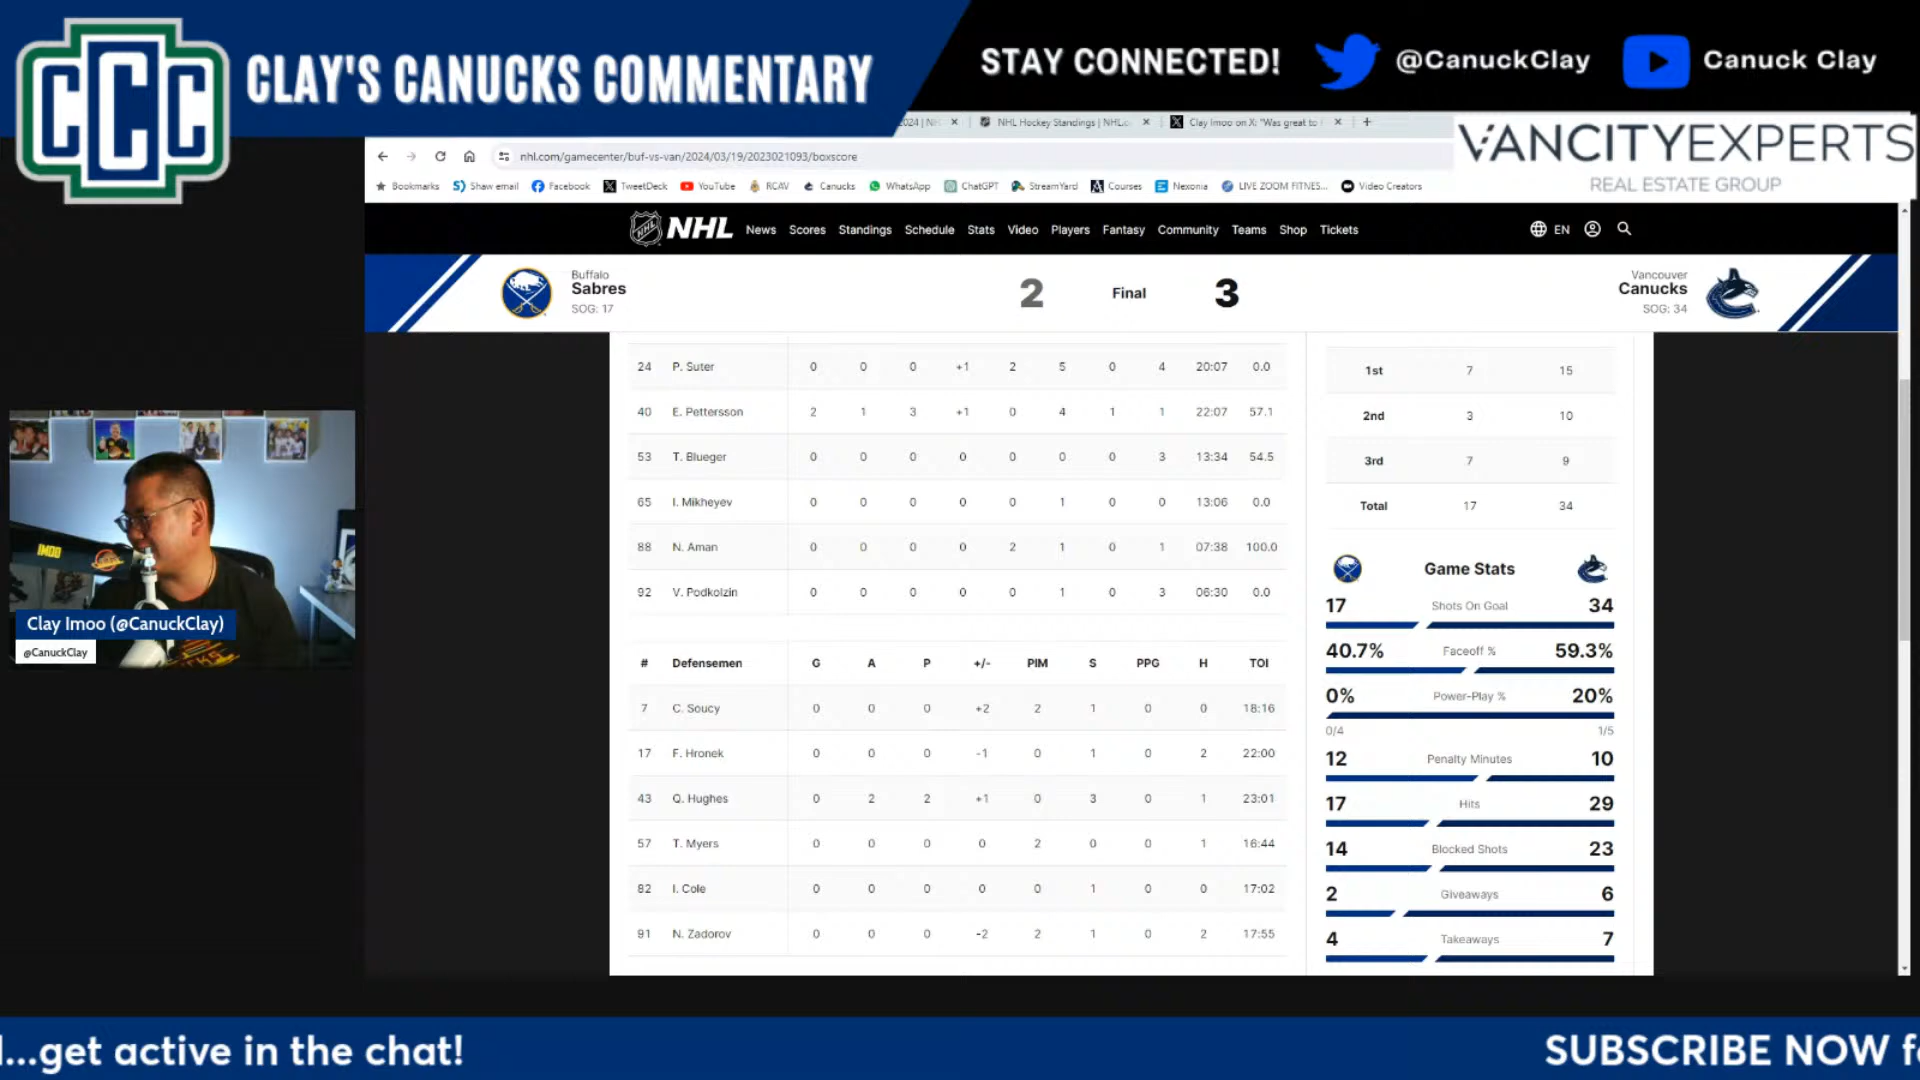 CCC
CLAY'S CANUCKS COMMENTARY
STAY CONNECTED!
@CanuckClay
Canuck Clay
NHL Hockey Standings | NHL.c
Clay Imoo on X: "Was great to
VANCITYEXPERTS
REAL ESTATE GROUP
nhl.com/gamecenter/buf-vs-van/2024/03/19/2023021093/boxscore
Bookmarks Shaw email Facebook TweetDeck YouTube RCAV Canucks WhatsApp ChatGPT StreamYard Courses Nexonia LIVE ZOOM FITNES... Video Creators
NHL News Scores Standings Schedule Stats Video Players Fantasy Community Teams Shop Tickets EN
Buffalo
Sabres
SOG: 17
2 Final 3
Vancouver
Canucks
SOG: 34
24 P. Suter 0 0 0 +1 2 5 0 4 20:07 0.0
40 E. Pettersson 2 1 3 +1 0 4 1 1 22:07 57.1
53 T. Blueger 0 0 0 0 0 0 0 3 13:34 54.5
65 I. Mikheyev 0 0 0 0 0 1 0 0 13:06 0.0
88 N. Aman 0 0 0 0 2 1 0 1 07:38 100.0
92 V. Podkolzin 0 0 0 0 0 1 0 3 06:30 0.0
# Defensemen G A P +/- PIM S PPG H TOI
7 C. Soucy 0 0 0 +2 2 1 0 0 18:16
17 F. Hronek 0 0 0 -1 0 1 0 2 22:00
43 Q. Hughes 0 2 2 +1 0 3 0 1 23:01
57 T. Myers 0 0 0 0 2 0 0 1 16:44
82 I. Cole 0 0 0 0 0 1 0 0 17:02
91 N. Zadorov 0 0 0 -2 2 1 0 2 17:55
1st 7 15
2nd 3 10
3rd 7 9
Total 17 34
Game Stats
17 Shots On Goal 34
40.7% Faceoff % 59.3%
0% Power-Play % 20%
0/4 1/5
12 Penalty Minutes 10
17 Hits 29
14 Blocked Shots 23
2 Giveaways 6
4 Takeaways 7
IMOO
Clay Imoo (@CanuckClay)
@CanuckClay
...get active in the chat!
SUBSCRIBE NOW f